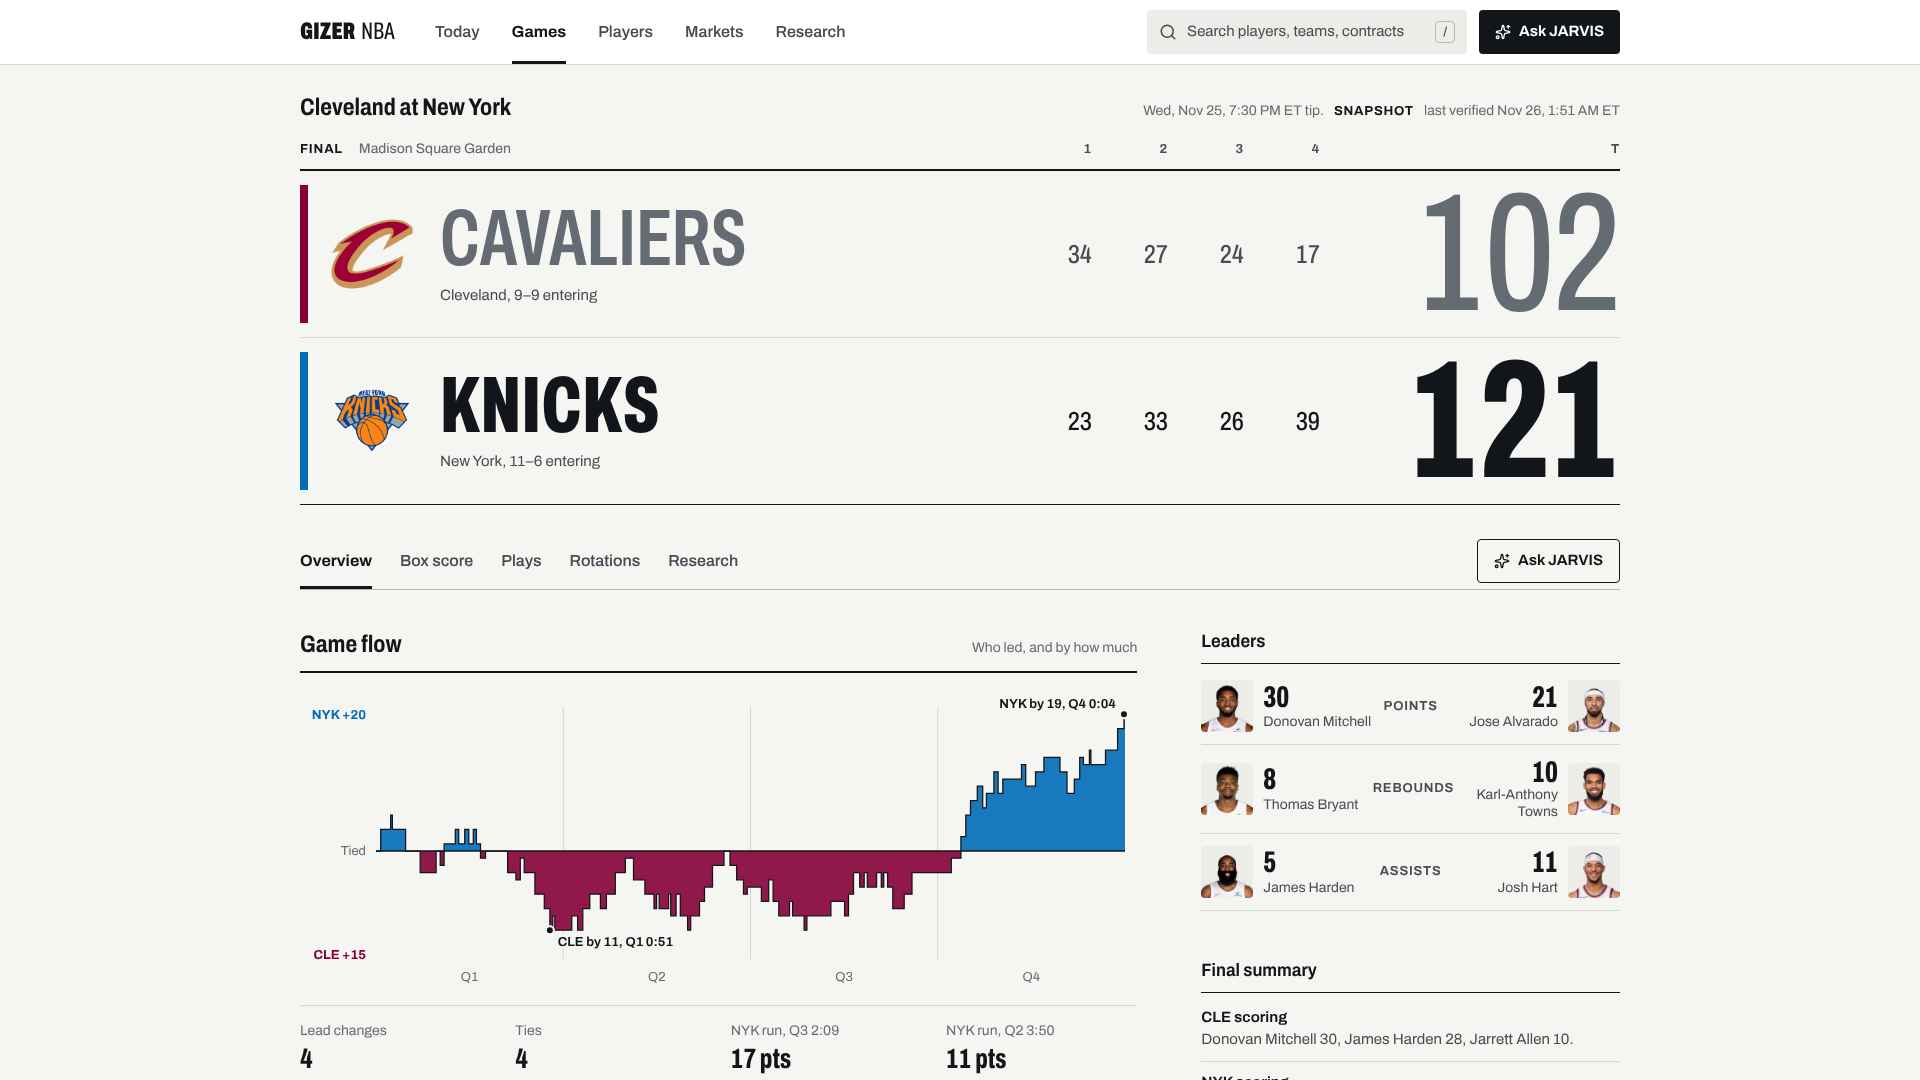 GIZER NBA
Today
Games
Players
Markets
Research
Search players, teams, contracts
/
Ask JARVIS
Cleveland at New York
Wed, Nov 25, 7:30 PM ET tip. SNAPSHOT last verified Nov 26, 1:51 AM ET
FINAL Madison Square Garden
1 2 3 4 T
CAVALIERS
Cleveland, 9–9 entering
34 27 24 17 102
NEW YORK
KNICKS
KNICKS
New York, 11–6 entering
23 33 26 39 121
Overview
Box score
Plays
Rotations
Research
Ask JARVIS
Game flow
Who led, and by how much
NYK +20
NYK by 19, Q4 0:04
Tied
CLE by 11, Q1 0:51
CLE +15
Q1 Q2 Q3 Q4
Lead changes
4
Ties
4
NYK run, Q3 2:09
17 pts
NYK run, Q2 3:50
11 pts
Leaders
30
Donovan Mitchell
POINTS
21
Jose Alvarado
8
Thomas Bryant
REBOUNDS
10
Karl-Anthony
Towns
5
James Harden
ASSISTS
11
Josh Hart
Final summary
CLE scoring
Donovan Mitchell 30, James Harden 28, Jarrett Allen 10.
NYK scoring